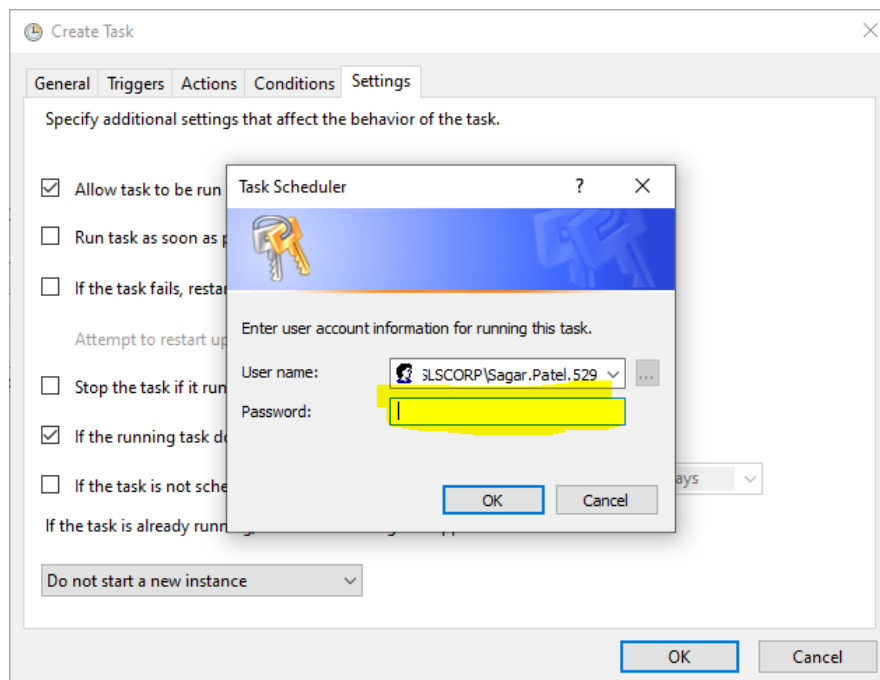 Create Task
General Triggers Actions Conditions Settings
Specify additional settings that affect the behavior of the task.
Allow task to be run
Task Scheduler ?
Run task as soon as
If the task fails, restar
Enter user account information for running this task.
Attempt to restart up
User name: SLSCORP\Sagar.Patel.529 ...
Stop the task if it run
Password:
If the running task do
If the task is not sche
ays
OK Cancel
If the task is already runn
Do not start a new instance
OK Cancel